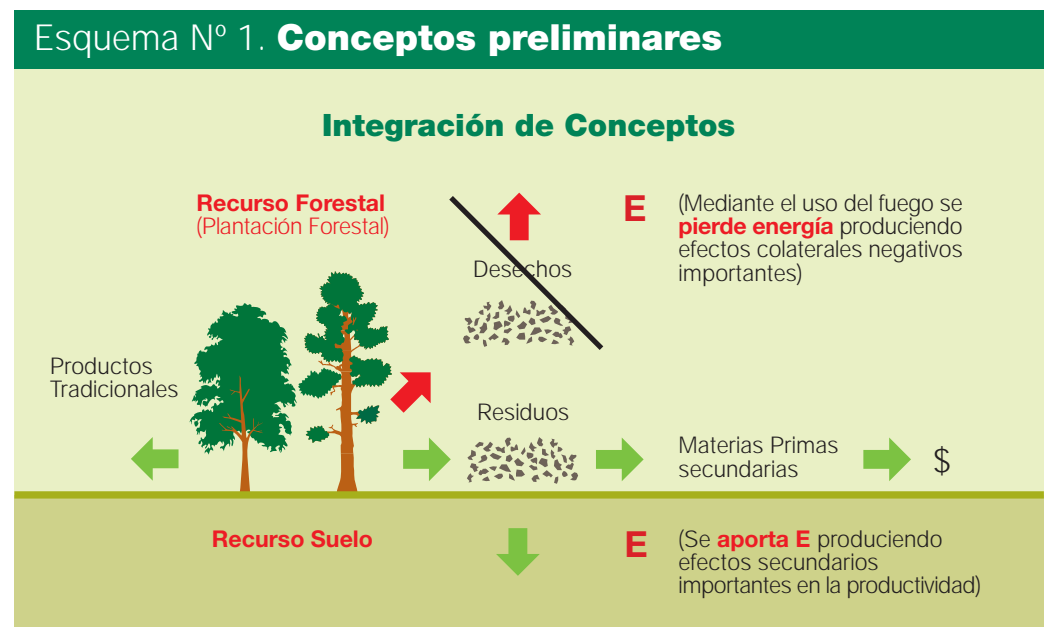 Esquema Nº 1. Conceptos preliminares
Integración de Conceptos
Recurso Forestal
(Plantación Forestal)
Desechos
E
(Mediante el uso del fuego se
pierde energía produciendo
efectos colaterales negativos
importantes)
Productos
Tradicionales
Residuos
Materias Primas
secundarias
$
Recurso Suelo
E
(Se aporta E produciendo
efectos secundarios
importantes en la productividad)